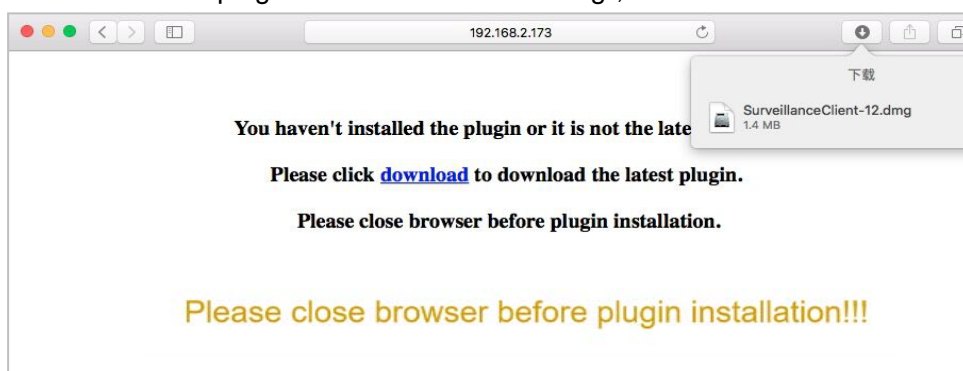 192.168.2.173
下载
SurveillanceClient-12.dmg
1.4 MB
You haven't installed the plugin or it is not the late
Please click download to download the latest plugin.
Please close browser before plugin installation.
Please close browser before plugin installation!!!